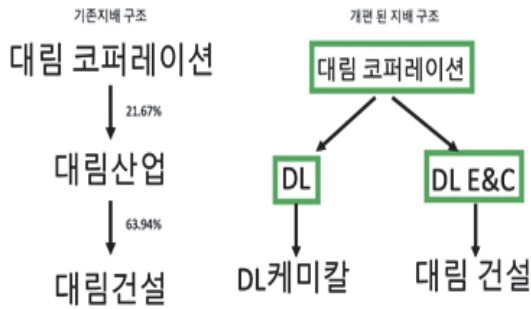 기존지배 구조
대림 코퍼레이션
21.67%
대림산업
63.94%
대림건설
개편 된 지배 구조
대림 코퍼레이션
DL
DL E&C
DL케미칼
대림 건설